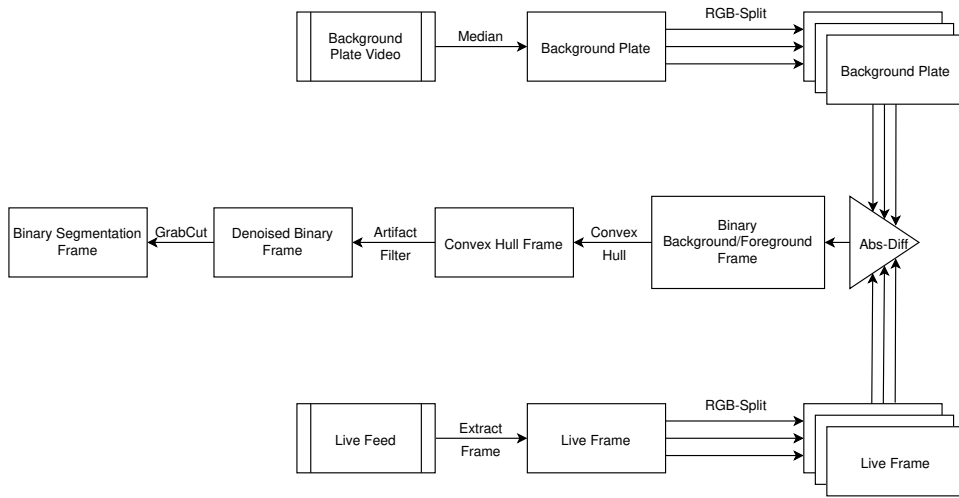 Background
Plate Video
Median
Background Plate
RGB-Split
Background Plate
Binary Segmentation
Frame
GrabCut
Denoised Binary
Frame
Artifact
Filter
Convex Hull Frame
Convex
Hull
Binary
Background/Foreground
Frame
Abs-Diff
Live Feed
Extract
Frame
Live Frame
RGB-Split
Live Frame